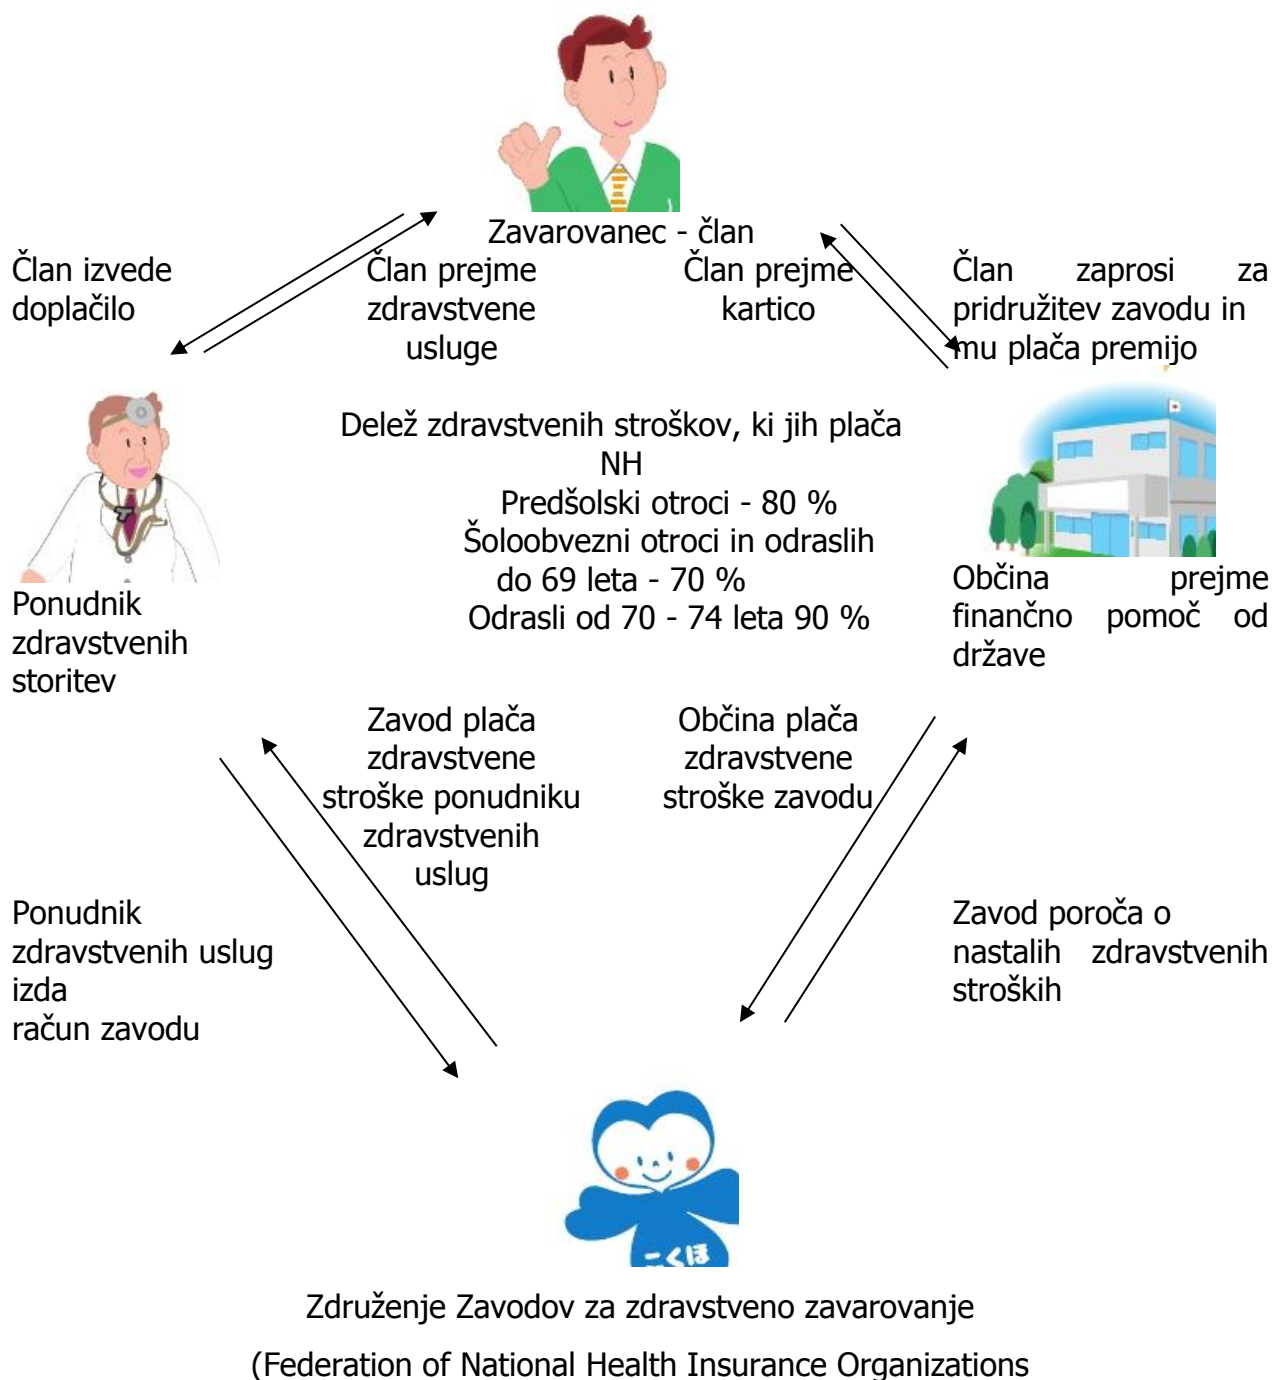 Zavarovanec - član
Član izvede
doplačilo
Član prejme
zdravstvene
usluge
Član prejme
kartico
Član zaprosi za
pridružitev zavodu in
mu plača premijo
Delež zdravstvenih stroškov, ki jih plača
NH
Predšolski otroci - 80 %
Šoloobvezni otroci in odraslih
do 69 leta - 70 %
Odrasli od 70 - 74 leta 90 %
Ponudnik
zdravstvenih
storitev
Občina prejme
finančno pomoč od
države
Zavod plača
zdravstvene
stroške ponudniku
zdravstvenih
uslug
Občina plača
zdravstvene
stroške zavodu
Ponudnik
zdravstvenih uslug
izda
račun zavodu
Zavod poroča o
nastalih zdravstvenih
stroških
こくほ
Združenje Zavodov za zdravstveno zavarovanje
(Federation of National Health Insurance Organizations